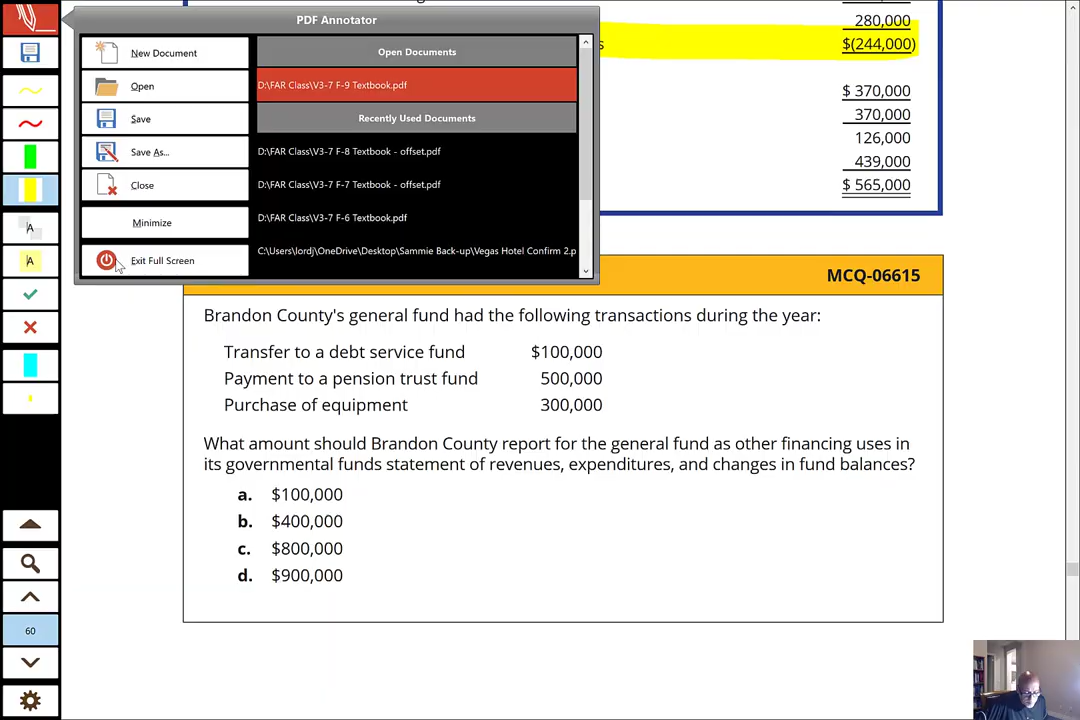 PDF Annotator
New Document
Open
Save
Save As...
Close
Minimize
Exit Full Screen
Open Documents
D:\FAR Class\V3-7 F-9 Textbook.pdf
Recently Used Documents
D:\FAR Class\V3-7 F-8 Textbook - offset.pdf
D:\FAR Class\V3-7 F-7 Textbook - offset.pdf
D:\FAR Class\V3-7 F-6 Textbook.pdf
C:\Users\lordj\OneDrive\Desktop\Sammie Back-up\Vegas Hotel Confirm 2.p
280,000
s $(244,000)
$ 370,000
370,000
126,000
439,000
$ 565,000
A
A
60
MCQ-06615
Brandon County's general fund had the following transactions during the year:
Transfer to a debt service fund $100,000
Payment to a pension trust fund 500,000
Purchase of equipment 300,000
What amount should Brandon County report for the general fund as other financing uses in
its governmental funds statement of revenues, expenditures, and changes in fund balances?
a. $100,000
b. $400,000
c. $800,000
d. $900,000